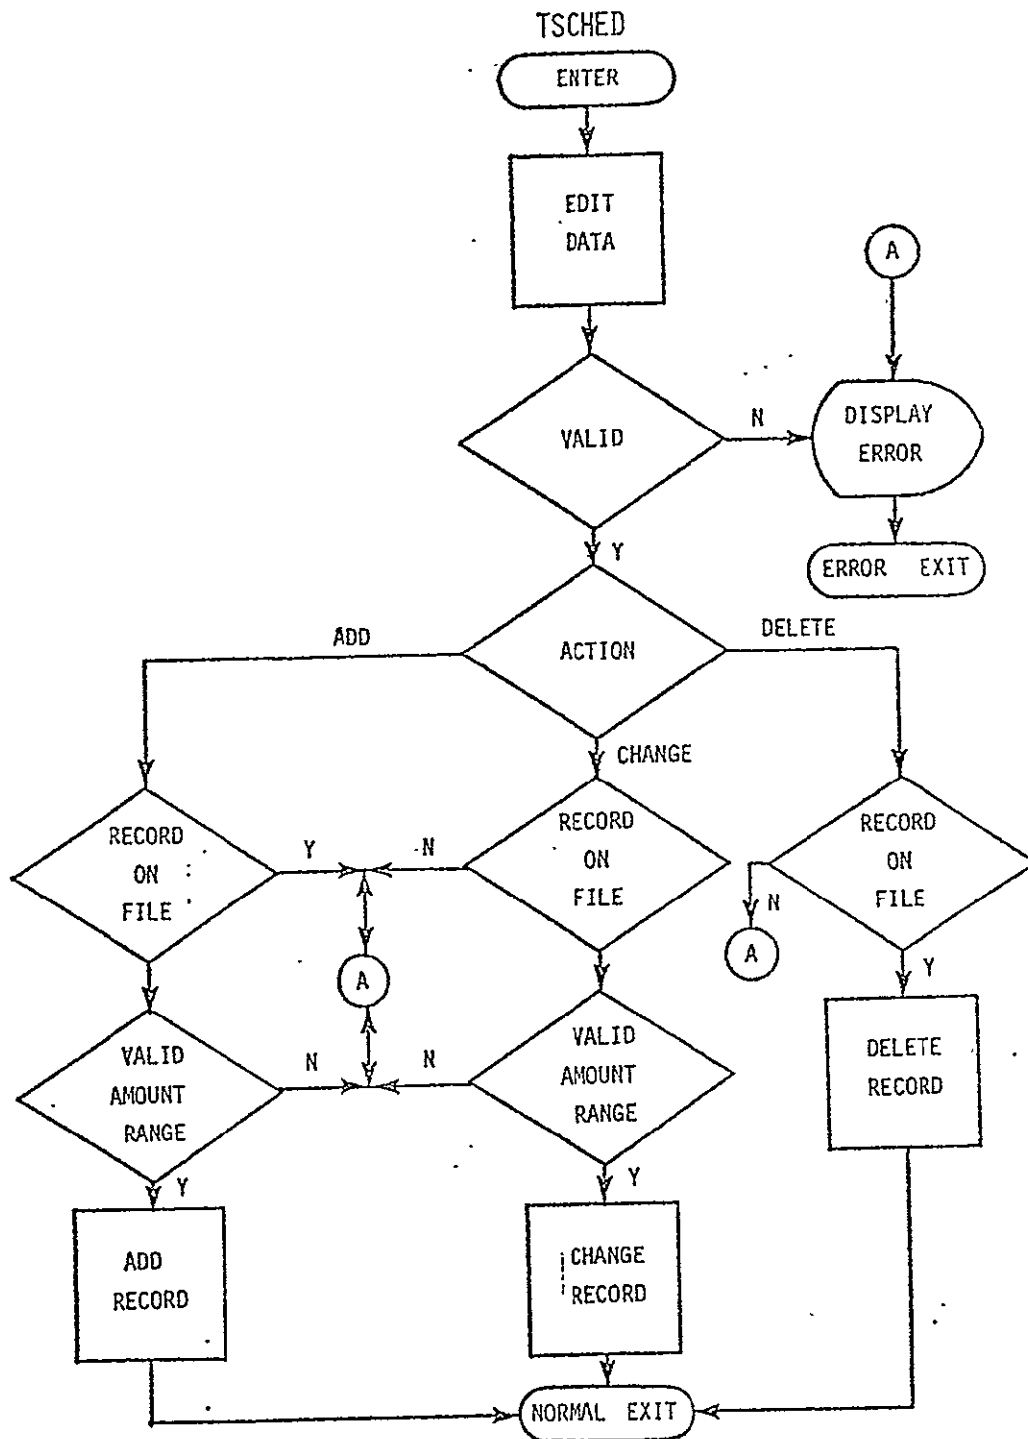 TSCHED
ENTER
EDIT
DATA
A
VALID
N
DISPLAY
ERROR
Y
ERROR EXIT
ADD
ACTION
DELETE
CHANGE
RECORD
ON
FILE
Y
N
RECORD
ON
FILE
RECORD
ON
FILE
N
A
A
Y
VALID
AMOUNT
RANGE
N
N
VALID
AMOUNT
RANGE
DELETE
RECORD
Y
Y
ADD
RECORD
CHANGE
RECORD
NORMAL EXIT